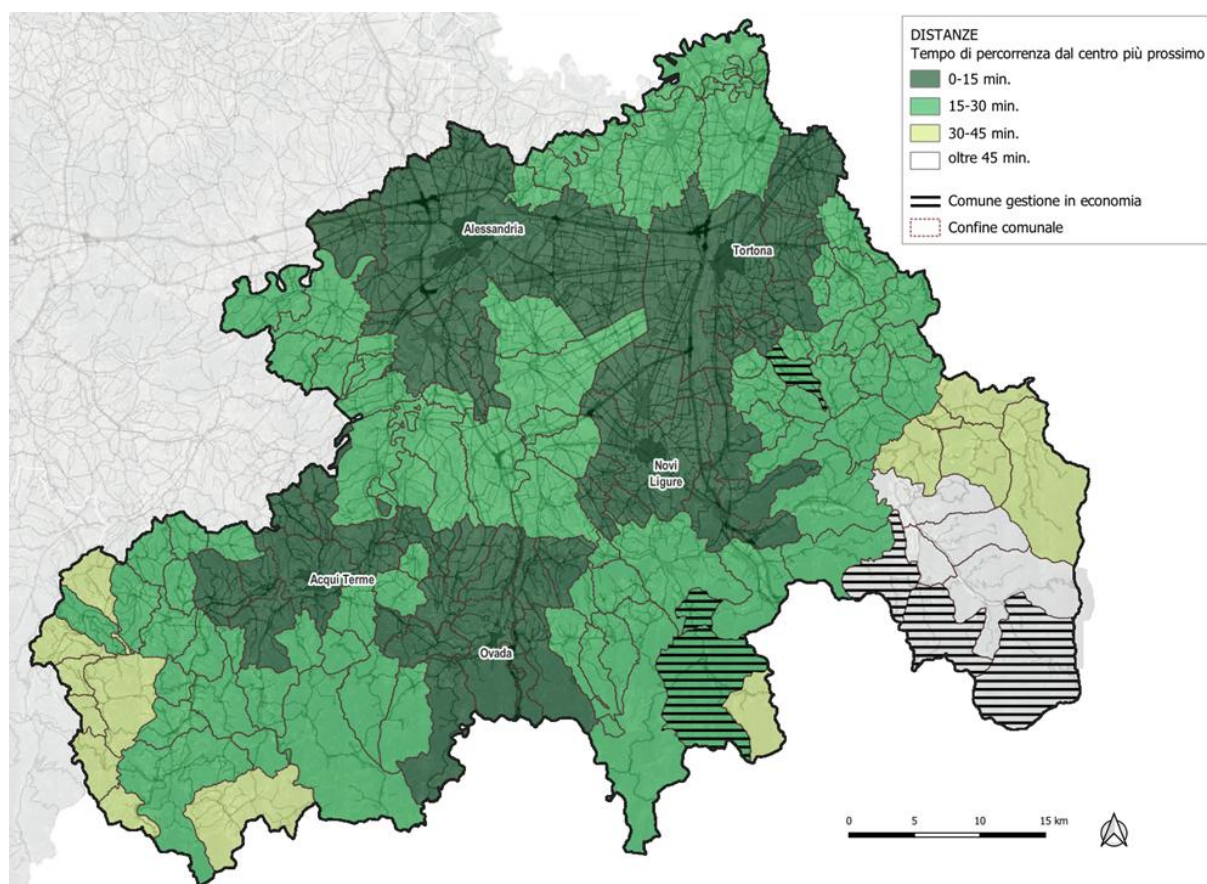 DISTANZE
Tempo di percorrenza dal centro più prossimo
0-15 min.
15-30 min.
30-45 min.
oltre 45 min.
Comune gestione in economia
Confine comunale
Alessandria
Tortona
Novi
Ligure
Acqui Terme
Ovada
0 5 10 15 km